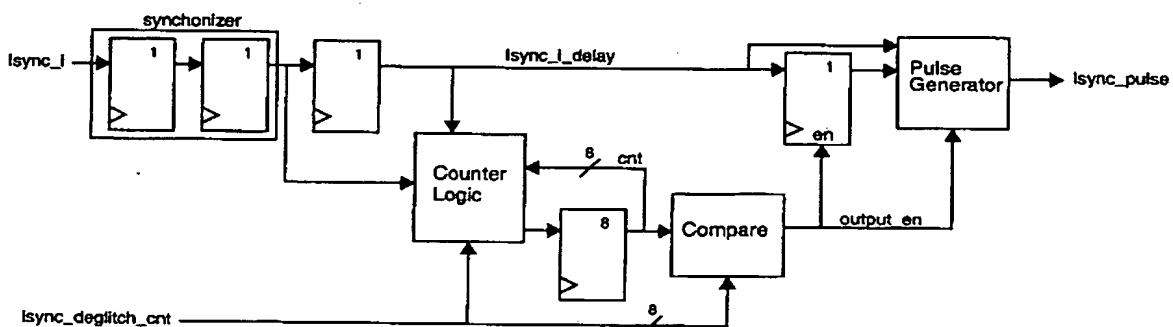 synchonizer
lsync_i
1
1
1
lsync_i_delay
1
en
Pulse
Generator
lsync_pulse
Counter
Logic
8
cnt
8
Compare
output_en
lsync_deglitch_cnt
8